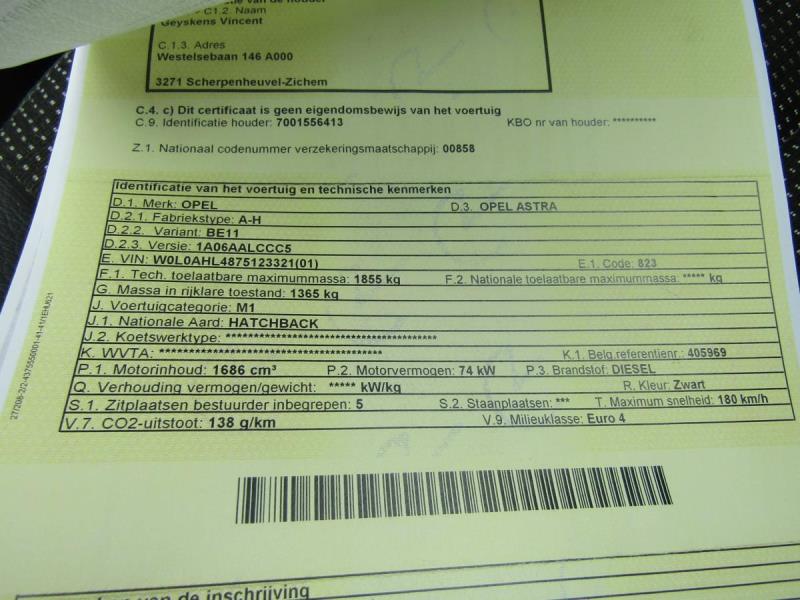 van de houder
C.1.2. Naam
Geyskens Vincent
C.1.3. Adres
Westelsebaan 146 A000
3271 Scherpenheuvel-Zichem
C.4. c) Dit certificaat is geen eigendomsbewijs van het voertuig
C.9. Identificatie houder: 7001556413 KBO nr van houder: **********
Z.1. Nationaal codenummer verzekeringsmaatschappij: 00858
Identificatie van het voertuig en technische kenmerken
D.1. Merk: OPEL D.3. OPEL ASTRA
D.2.1. Fabriekstype: A-H
D.2.2. Variant: BE11
D.2.3. Versie: 1A06AALCCC5
E. VIN: W0L0AHL4875123321(01) E.1. Code: 823
F.1. Tech. toelaatbare maximummassa: 1855 kg F.2. Nationale toelaatbare maximummassa: ***** kg
G. Massa in rijklare toestand: 1365 kg
J. Voertuigcategorie: M1
J.1. Nationale Aard: HATCHBACK
J.2. Koetswerktype: ******************************
K. WVTA: ******************************
K.1. Belg.referentienr.: 405969
P.1. Motorinhoud: 1686 cm³ P.2. Motorvermogen: 74 kW P.3. Brandstof: DIESEL
Q. Verhouding vermogen/gewicht: ***** kW/kg R. Kleur: Zwart
S.1. Zitplaatsen bestuurder inbegrepen: 5 S.2. Staanplaatsen: *** T. Maximum snelheid: 180 km/h
V.7. CO2-uitstoot: 138 g/km V.9. Milieuklasse: Euro 4
van de inschrijving